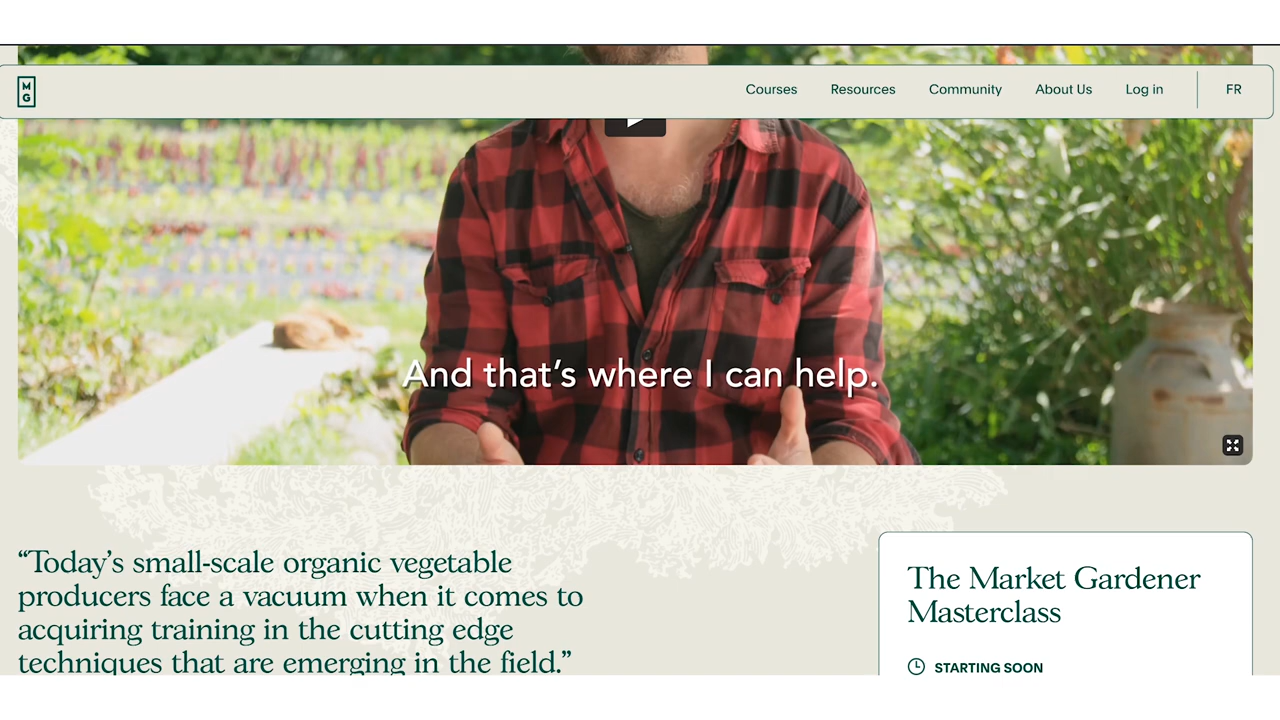 M
G
Courses
Resources
Community
About Us
Log in
FR
And that's where I can help.
“Today’s small-scale organic vegetable
producers face a vacuum when it comes to
acquiring training in the cutting edge
techniques that are emerging in the field.”
The Market Gardener
Masterclass
STARTING SOON